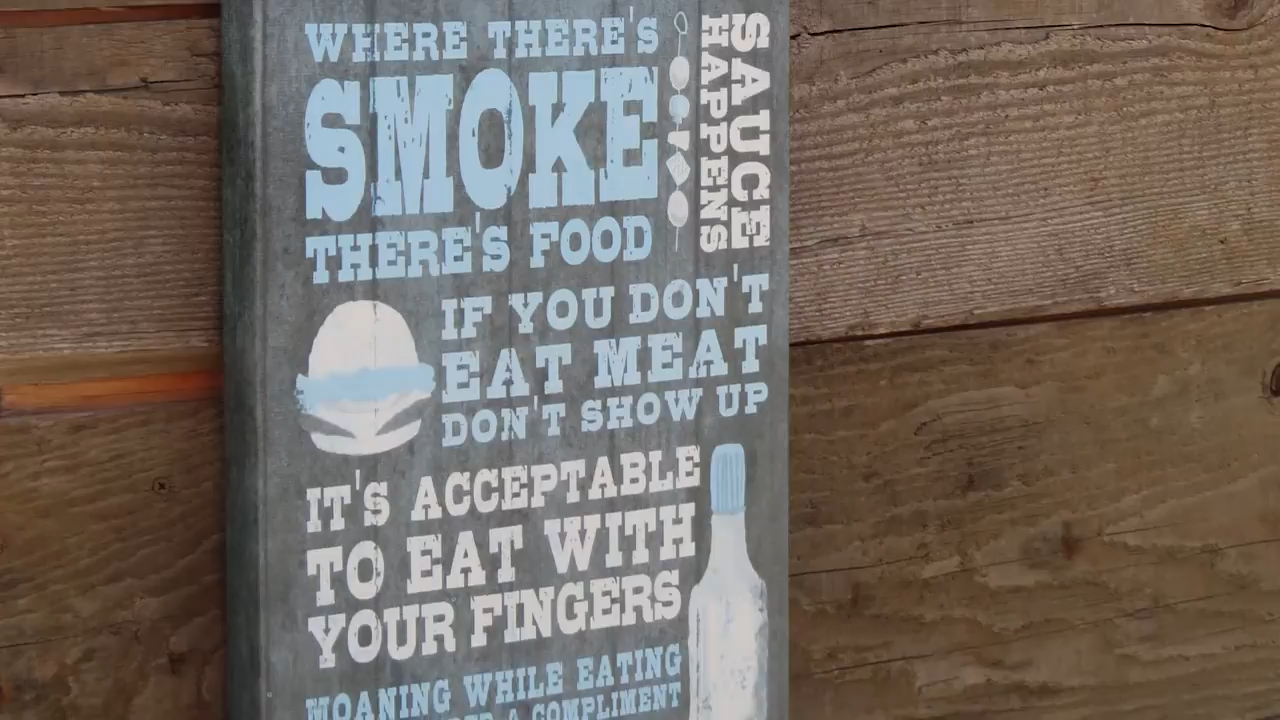 WHERE THERE'S
SMOKE
THERE'S FOOD
SAUCE
HAPPENS
IF YOU DON'T
EAT MEAT
DON'T SHOW UP
IT'S ACCEPTABLE
TO EAT WITH
YOUR FINGERS
MOANING WHILE EATING
A COMPLIMENT